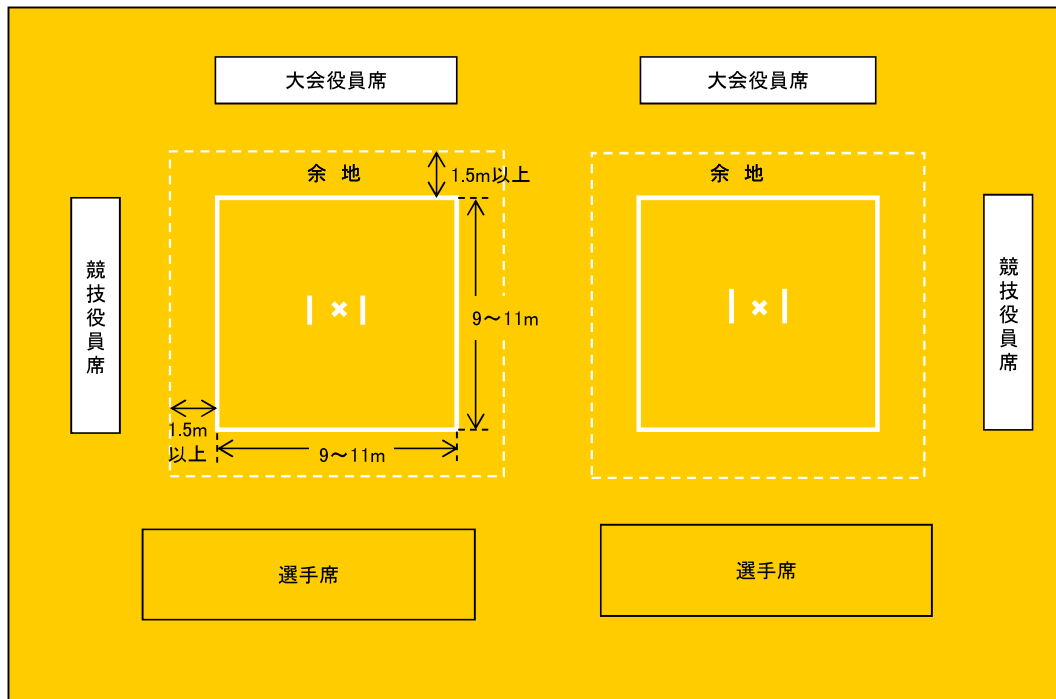 大会役員席
大会役員席
余 地
1.5m以上
余 地
競技役員席
9～11m
競技役員席
1.5m
以上
9～11m
選手席
選手席